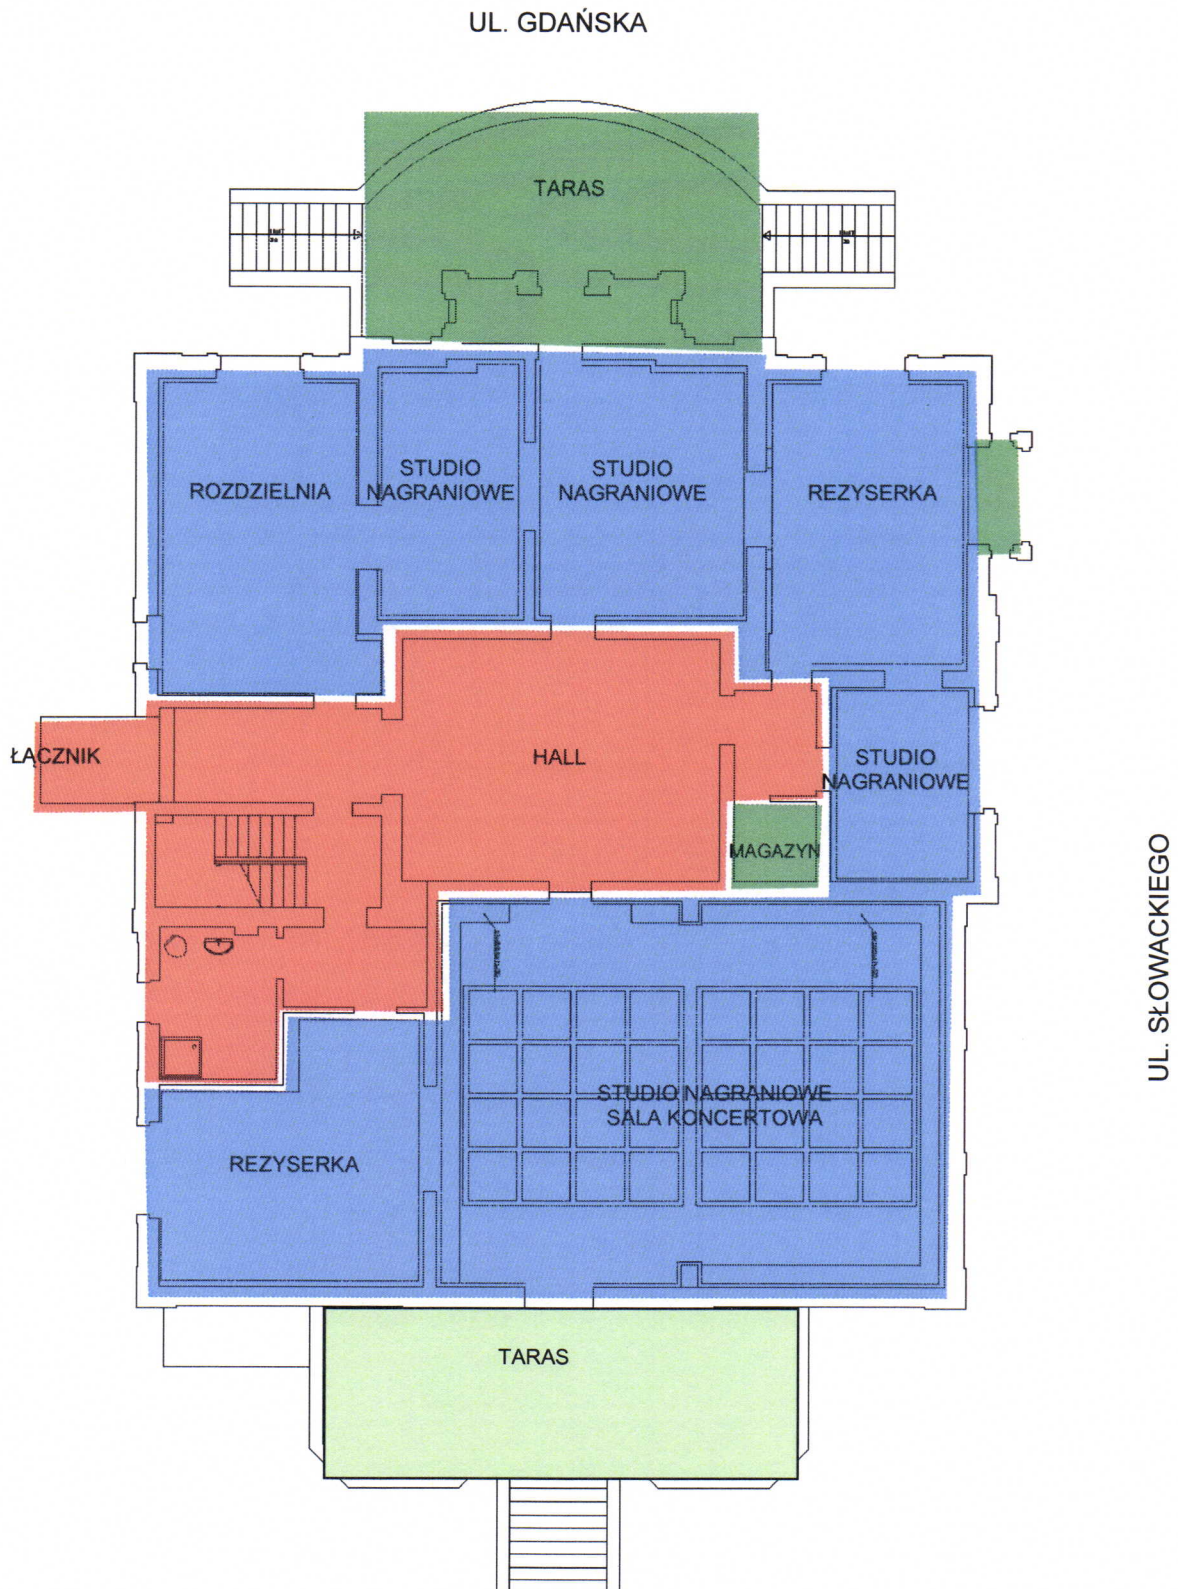 UL. GDAŃSKA
TARAS
ROZDZIELNIA
STUDIO
NAGRANIOWE
STUDIO
NAGRANIOWE
REZYSERKA
ŁĄCZNIK
HALL
STUDIO
NAGRANIOWE
MAGAZYN
UL. SŁOWACKIEGO
STUDIO NAGRANIOWE
SALA KONCERTOWA
REZYSERKA
TARAS